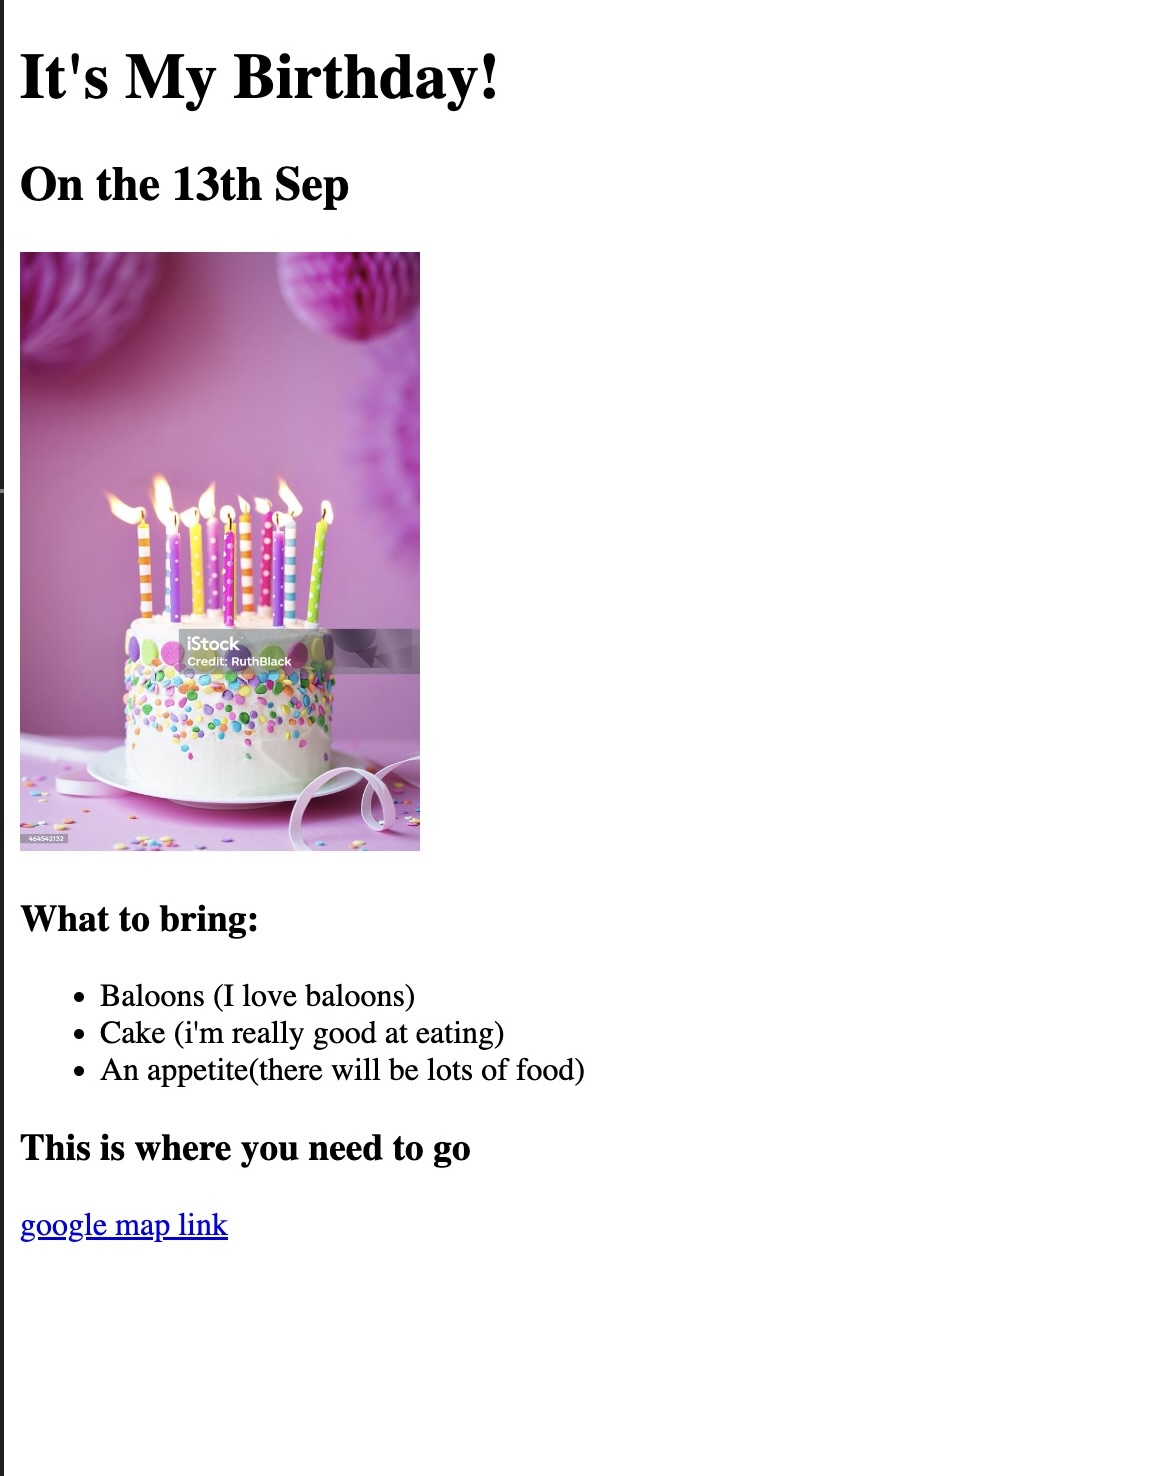 It's My Birthday!
On the 13th Sep
iStock
Credit: RuthBlack
464542132
What to bring:
Baloons (I love baloons)
Cake (i'm really good at eating)
An appetite(there will be lots of food)
This is where you need to go
google map link